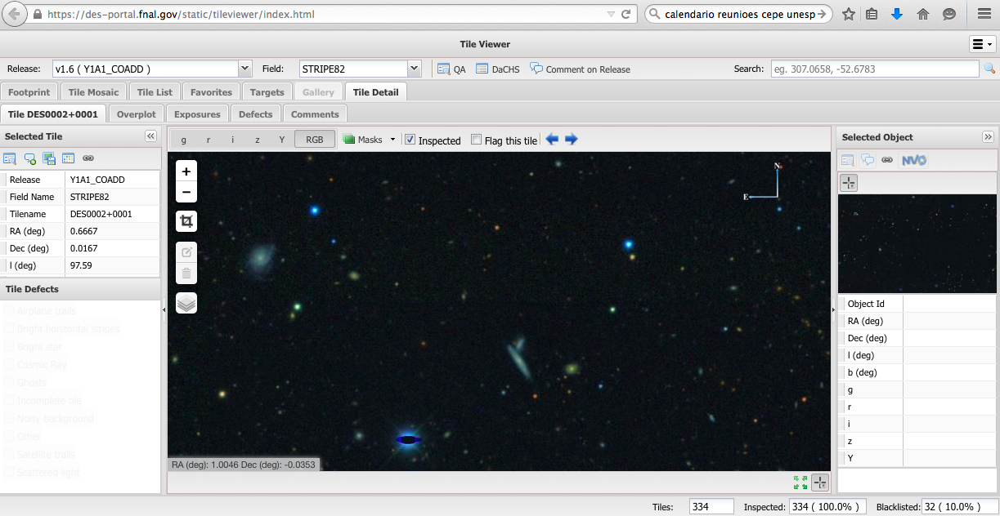 https://des-portal.fnal.gov/static/tileviewer/index.html
calendario reunioes cepe unesp
Tile Viewer
Release: v1.6 ( Y1A1_COADD ) Field: STRIPE82 QA DaCHS Comment on Release Search: eg. 307.0658, -52.6783
Footprint Tile Mosaic Tile List Favorites Targets Gallery Tile Detail
Tile DES0002+0001 Overplot Exposures Defects Comments
Selected Tile
Release Y1A1_COADD
Field Name STRIPE82
Tilename DES0002+0001
RA (deg) 0.6667
Dec (deg) 0.0167
l (deg) 97.59
Tile Defects
Airplane trails
Bright horizontal stripes
Bright star
Cosmic Ray
Ghosts
Incomplete tile
Noisy background
Other
Satellite trails
Scattered light
g r i z Y RGB Masks Inspected Flag this tile
+
−
N
E
RA (deg): 1.0046 Dec (deg): -0.0353
Selected Object
NVO
Object Id
RA (deg)
Dec (deg)
l (deg)
b (deg)
g
r
i
z
Y
Tiles: 334 Inspected: 334 ( 100.0% ) Blacklisted: 32 ( 10.0% )